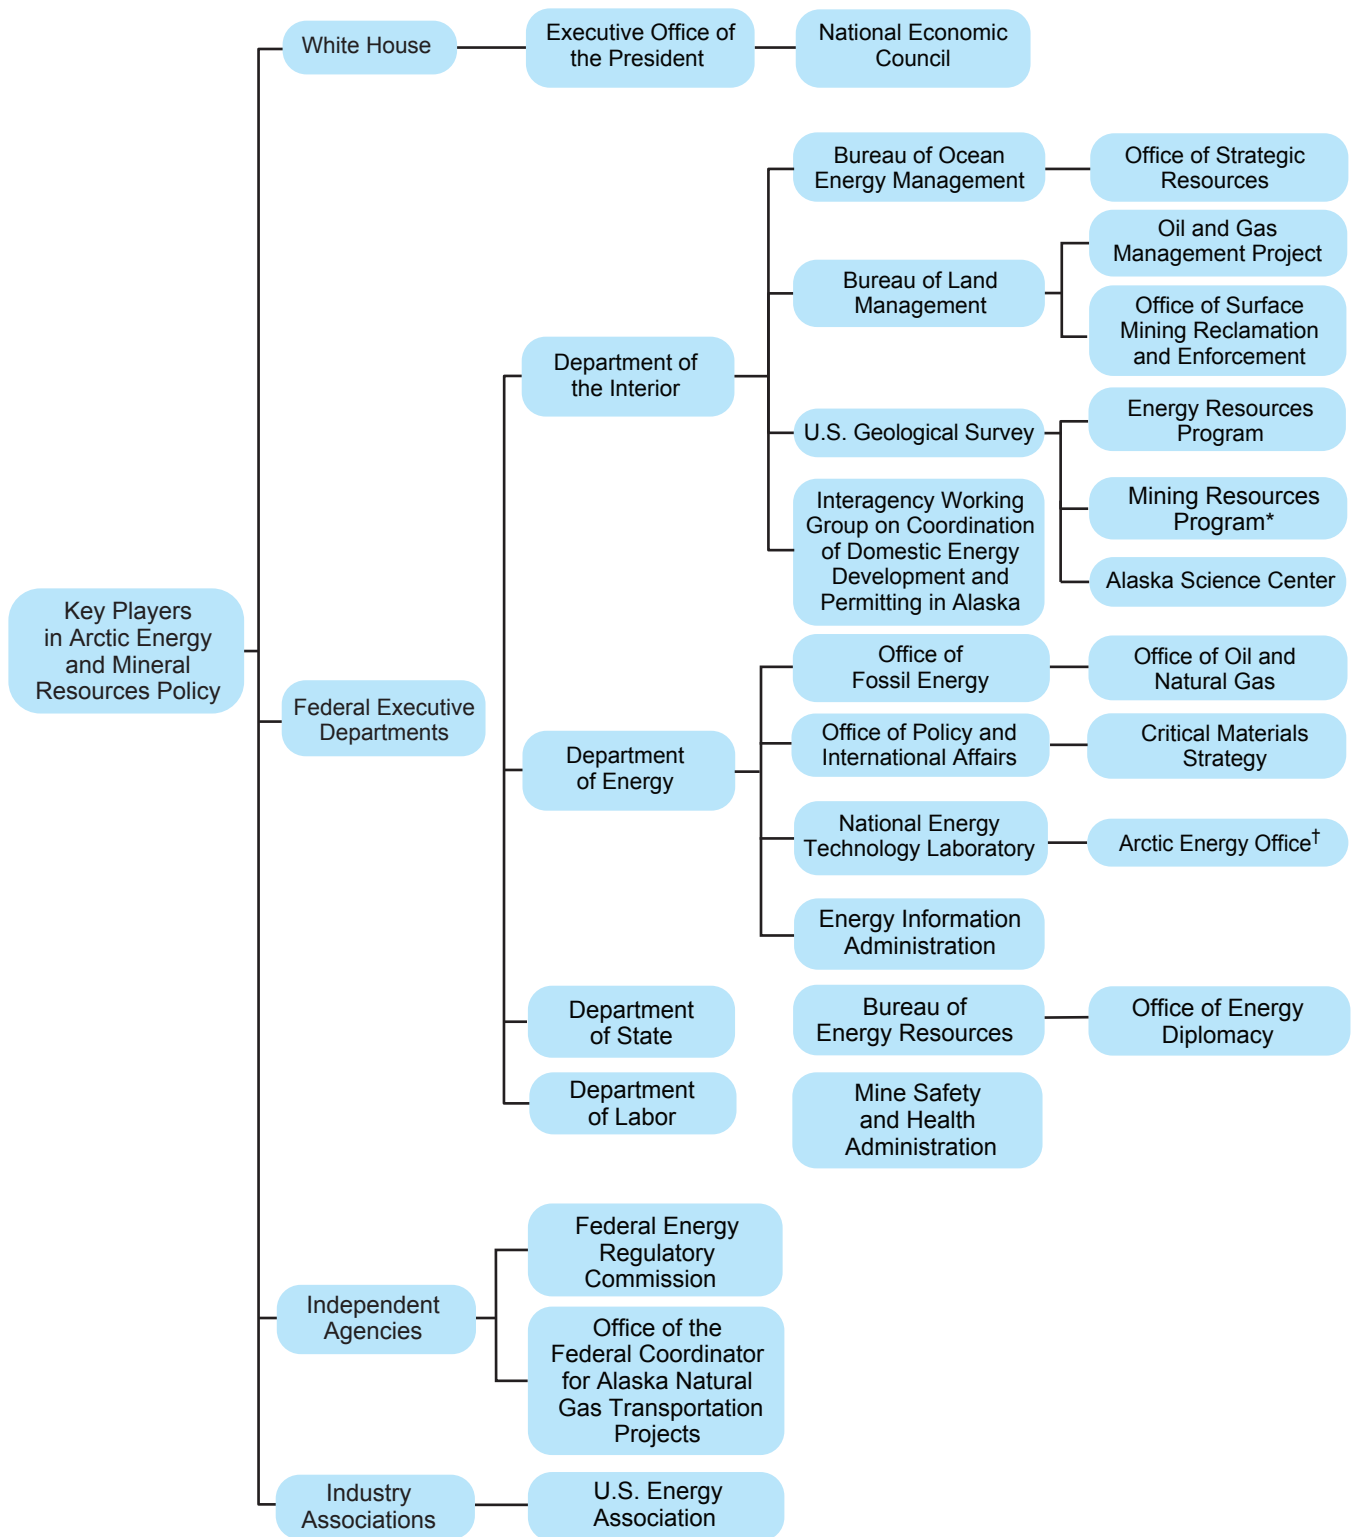 White House
Executive Office of
the President
National Economic
Council
Bureau of Ocean
Energy Management
Office of Strategic
Resources
Oil and Gas
Management Project
Bureau of Land
Management
Office of Surface
Mining Reclamation
and Enforcement
Department of
the Interior
Energy Resources
Program
U.S. Geological Survey
Mining Resources
Program*
Interagency Working
Group on Coordination
of Domestic Energy
Development and
Permitting in Alaska
Alaska Science Center
Key Players
in Arctic Energy
and Mineral
Resources Policy
Federal Executive
Departments
Office of
Fossil Energy
Office of Oil and
Natural Gas
Department
of Energy
Office of Policy and
International Affairs
Critical Materials
Strategy
National Energy
Technology Laboratory
Arctic Energy Office†
Energy Information
Administration
Department
of State
Bureau of
Energy Resources
Office of Energy
Diplomacy
Department
of Labor
Mine Safety
and Health
Administration
Independent
Agencies
Federal Energy
Regulatory
Commission
Office of the
Federal Coordinator
for Alaska Natural
Gas Transportation
Projects
Industry
Associations
U.S. Energy
Association